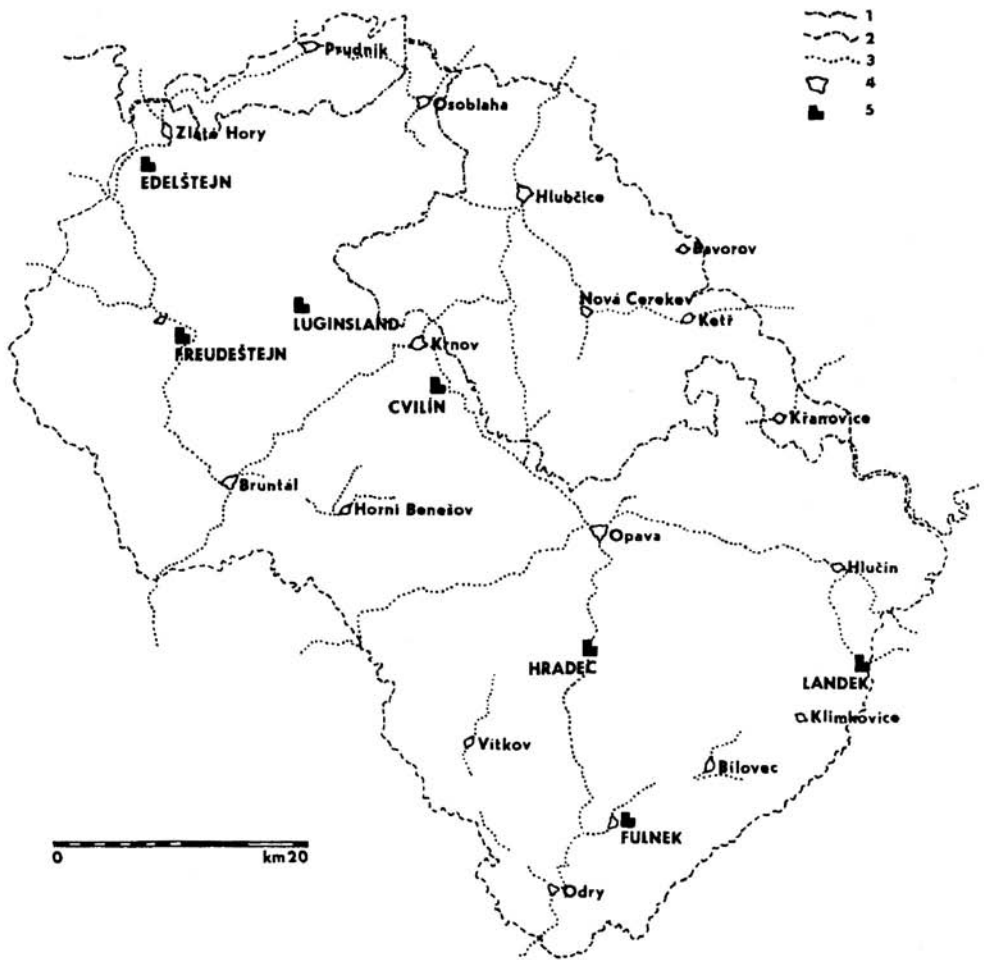 1
2
3
4
5
Prudnik
Osoblaha
Zlaté Hory
EDELŠTEJN
Hlubčice
Bavorov
Nová Cerekev
Ketř
LUGINSLAND
FREUDEŠTEJN
Krnov
CVILÍN
Křanovice
Bruntál
Horní Benešov
Opava
Hlučín
HRADEC
LANDEK
Klimkovice
Vítkov
Bílovec
FULNEK
Odry
0 km 20